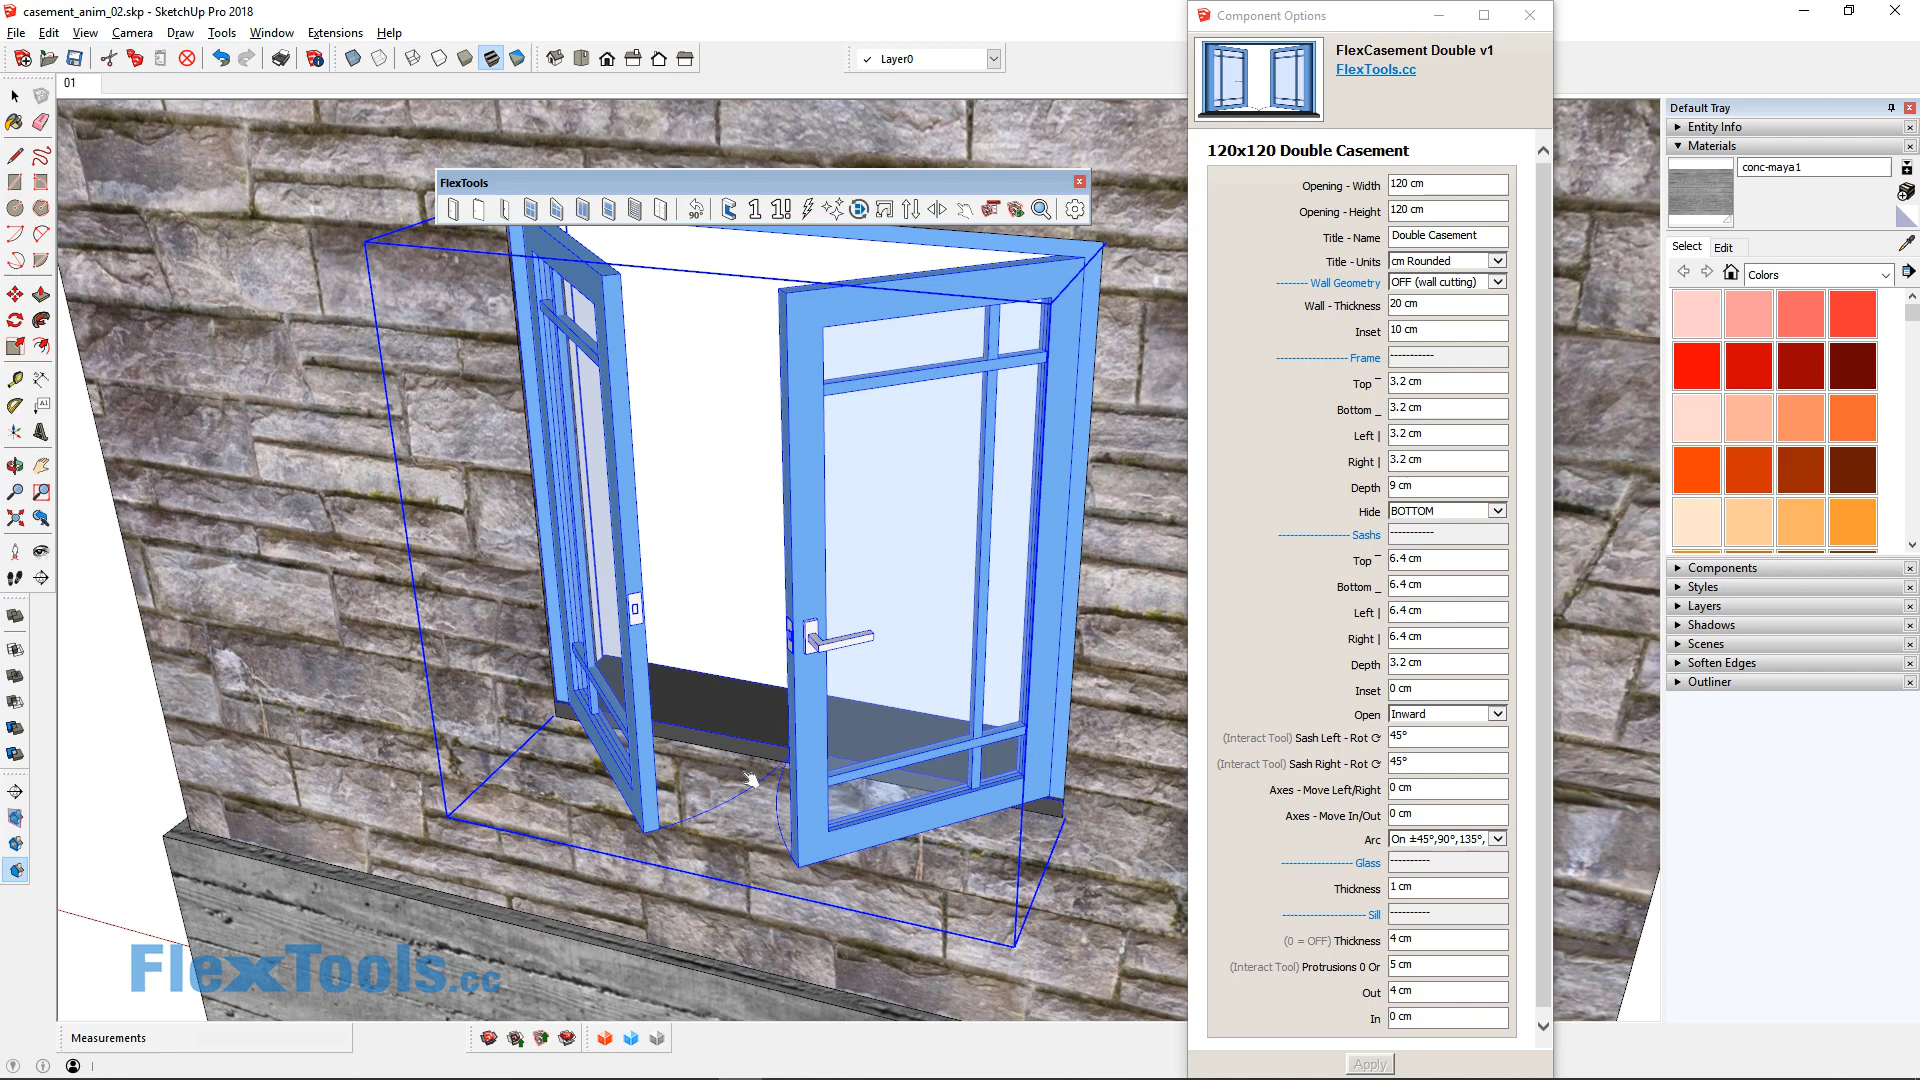 casement_anim_02.skp - SketchUp Pro 2018
File Edit View Camera Draw Tools Window Extensions Help
Layer0
01
FlexTools
90°
1 1!
A1
FlexTools.cc
Measurements
Component Options
FlexCasement Double v1
FlexTools.cc
120x120 Double Casement
Opening - Width 120 cm
Opening - Height 120 cm
Title - Name Double Casement
Title - Units cm Rounded
-------- Wall Geometry OFF (wall cutting)
Wall - Thickness 20 cm
Inset 10 cm
------------------ Frame -----------
Top ¯ 3.2 cm
Bottom _ 3.2 cm
Left | 3.2 cm
Right | 3.2 cm
Depth 9 cm
Hide BOTTOM
------------------ Sashs -----------
Top ¯ 6.4 cm
Bottom _ 6.4 cm
Left | 6.4 cm
Right | 6.4 cm
Depth 3.2 cm
Inset 0 cm
Open Inward
(Interact Tool) Sash Left - Rot ⟳ 45°
(Interact Tool) Sash Right - Rot ⟳ 45°
Axes - Move Left/Right 0 cm
Axes - Move In/Out 0 cm
Arc On ±45°,90°,135°,
------------------ Glass ----------
Thickness 1 cm
--------------------- Sill ----------
(0 = OFF) Thickness 4 cm
(Interact Tool) Protrusions 0 Or 5 cm
Out 4 cm
In 0 cm
Apply
Default Tray
Entity Info
Materials
conc-maya1
Select Edit
Colors
Components
Styles
Layers
Shadows
Scenes
Soften Edges
Outliner